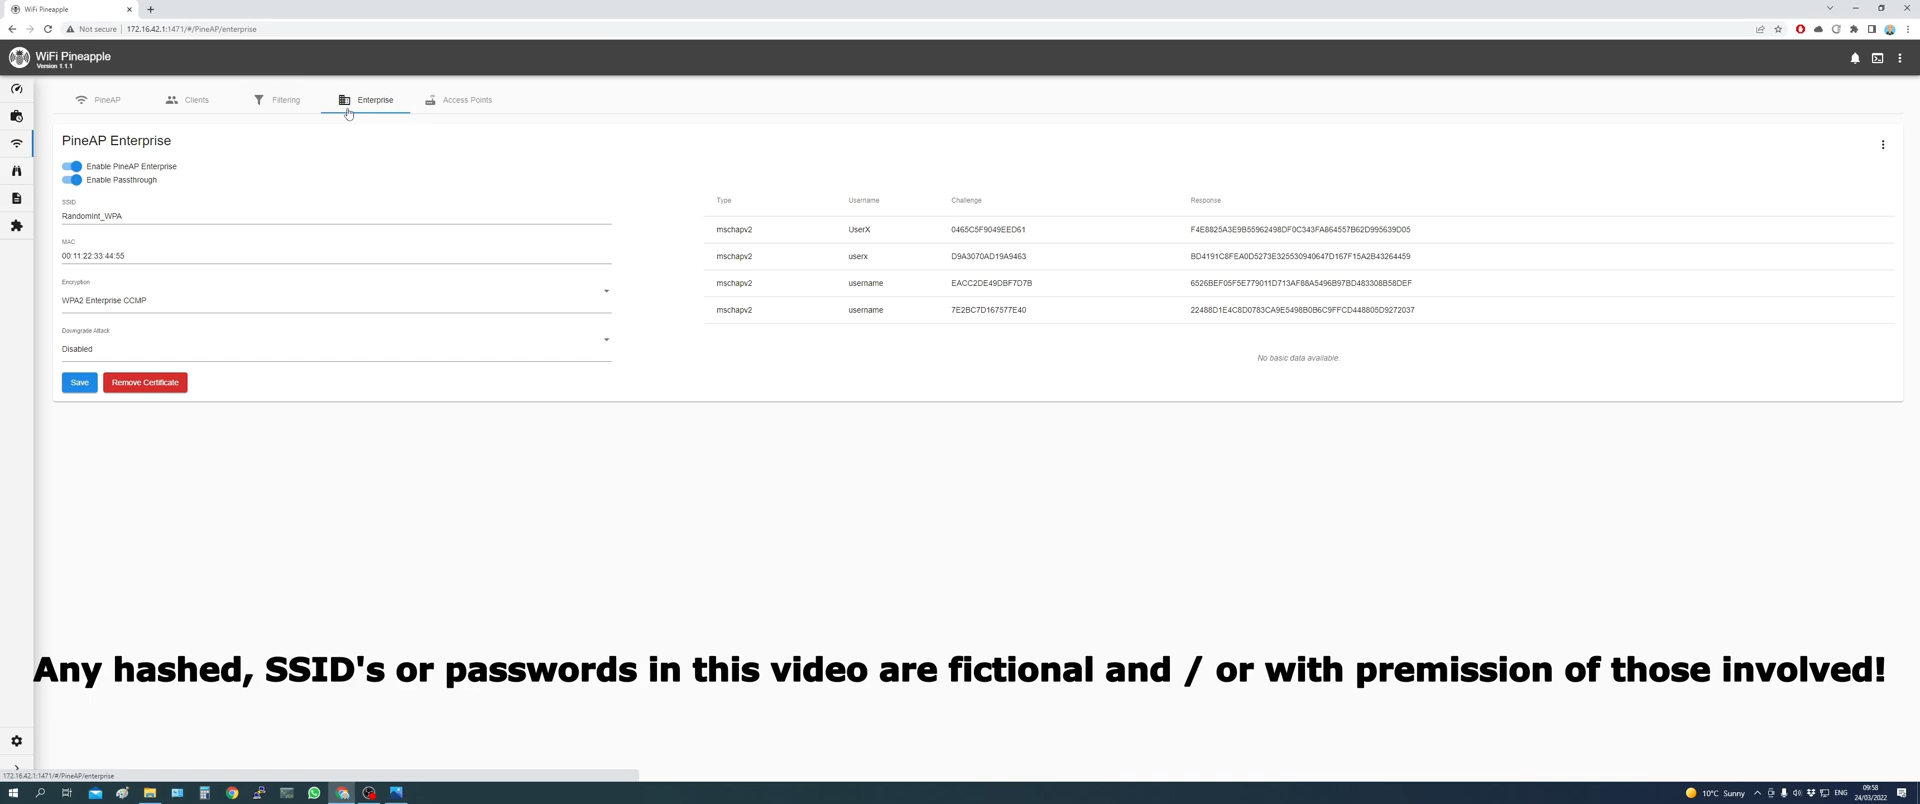 WiFi Pineapple
Not secure 172.16.42.1:1471/#/PineAP/enterprise
WiFi Pineapple
Version 1.1.1
PineAP Clients Filtering Enterprise Access Points
PineAP Enterprise
Enable PineAP Enterprise
Enable Passthrough
SSID
RandomInt_WPA
MAC
00:11:22:33:44:55
Encryption
WPA2 Enterprise CCMP
Downgrade Attack
Disabled
Save Remove Certificate
Type Username Challenge Response
mschapv2 UserX 0465C5F9049EED61 F4E8825A3E9B55962498DF0C343FA864557B62D995639D05
mschapv2 userx D9A3070AD19A9463 BD4191C8FEA0D5273E325530940647D167F15A2B43264459
mschapv2 username EACC2DE49DBF7D7B 6526BEF05F5E779011D713AF88A5496B97BD483308B58DEF
mschapv2 username 7E2BC7D167577E40 22488D1E4C8D0783CA9E5498B0B6C9FFCD448805D9272037
No basic data available.
Any hashed, SSID's or passwords in this video are fictional and / or with premission of those involved!
172.16.42.1:1471/#/PineAP/enterprise
10°C Sunny ENG 09:58
24/03/2022